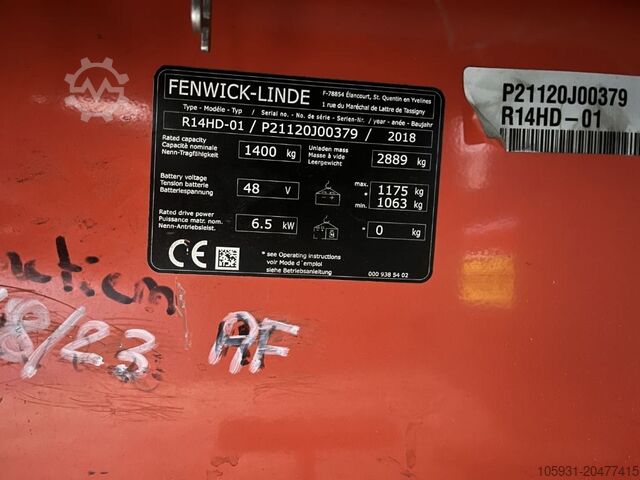 FENWICK-LINDE
F-78854 Élancourt, St. Quentin en Yvelines
1 rue du Maréchal de Lattre de Tassigny
Type - Modèle - Typ / Serial no. - No. de série - Serien-Nr. / year - année - Baujahr
R14HD-01 / P21120J00379 / 2018
Rated capacity
Capacité nominale
Nenn-Tragfähigkeit
1400 kg
Unladen mass
Masse à vide
Leergewicht
2889 kg
Battery voltage
Tension batterie
Batteriespannung
48 V
max. 1175 kg
min. 1063 kg
Rated drive power
Puissance motr. nom.
Nenn-Antriebsleist.
6.5 kW
* 0 kg
CE
* see Operating instructions
voir Mode d'emploi
siehe Betriebsanleitung
000 938 54 02
P21120J00379
R14HD-01
/23 AF
105931-20477415